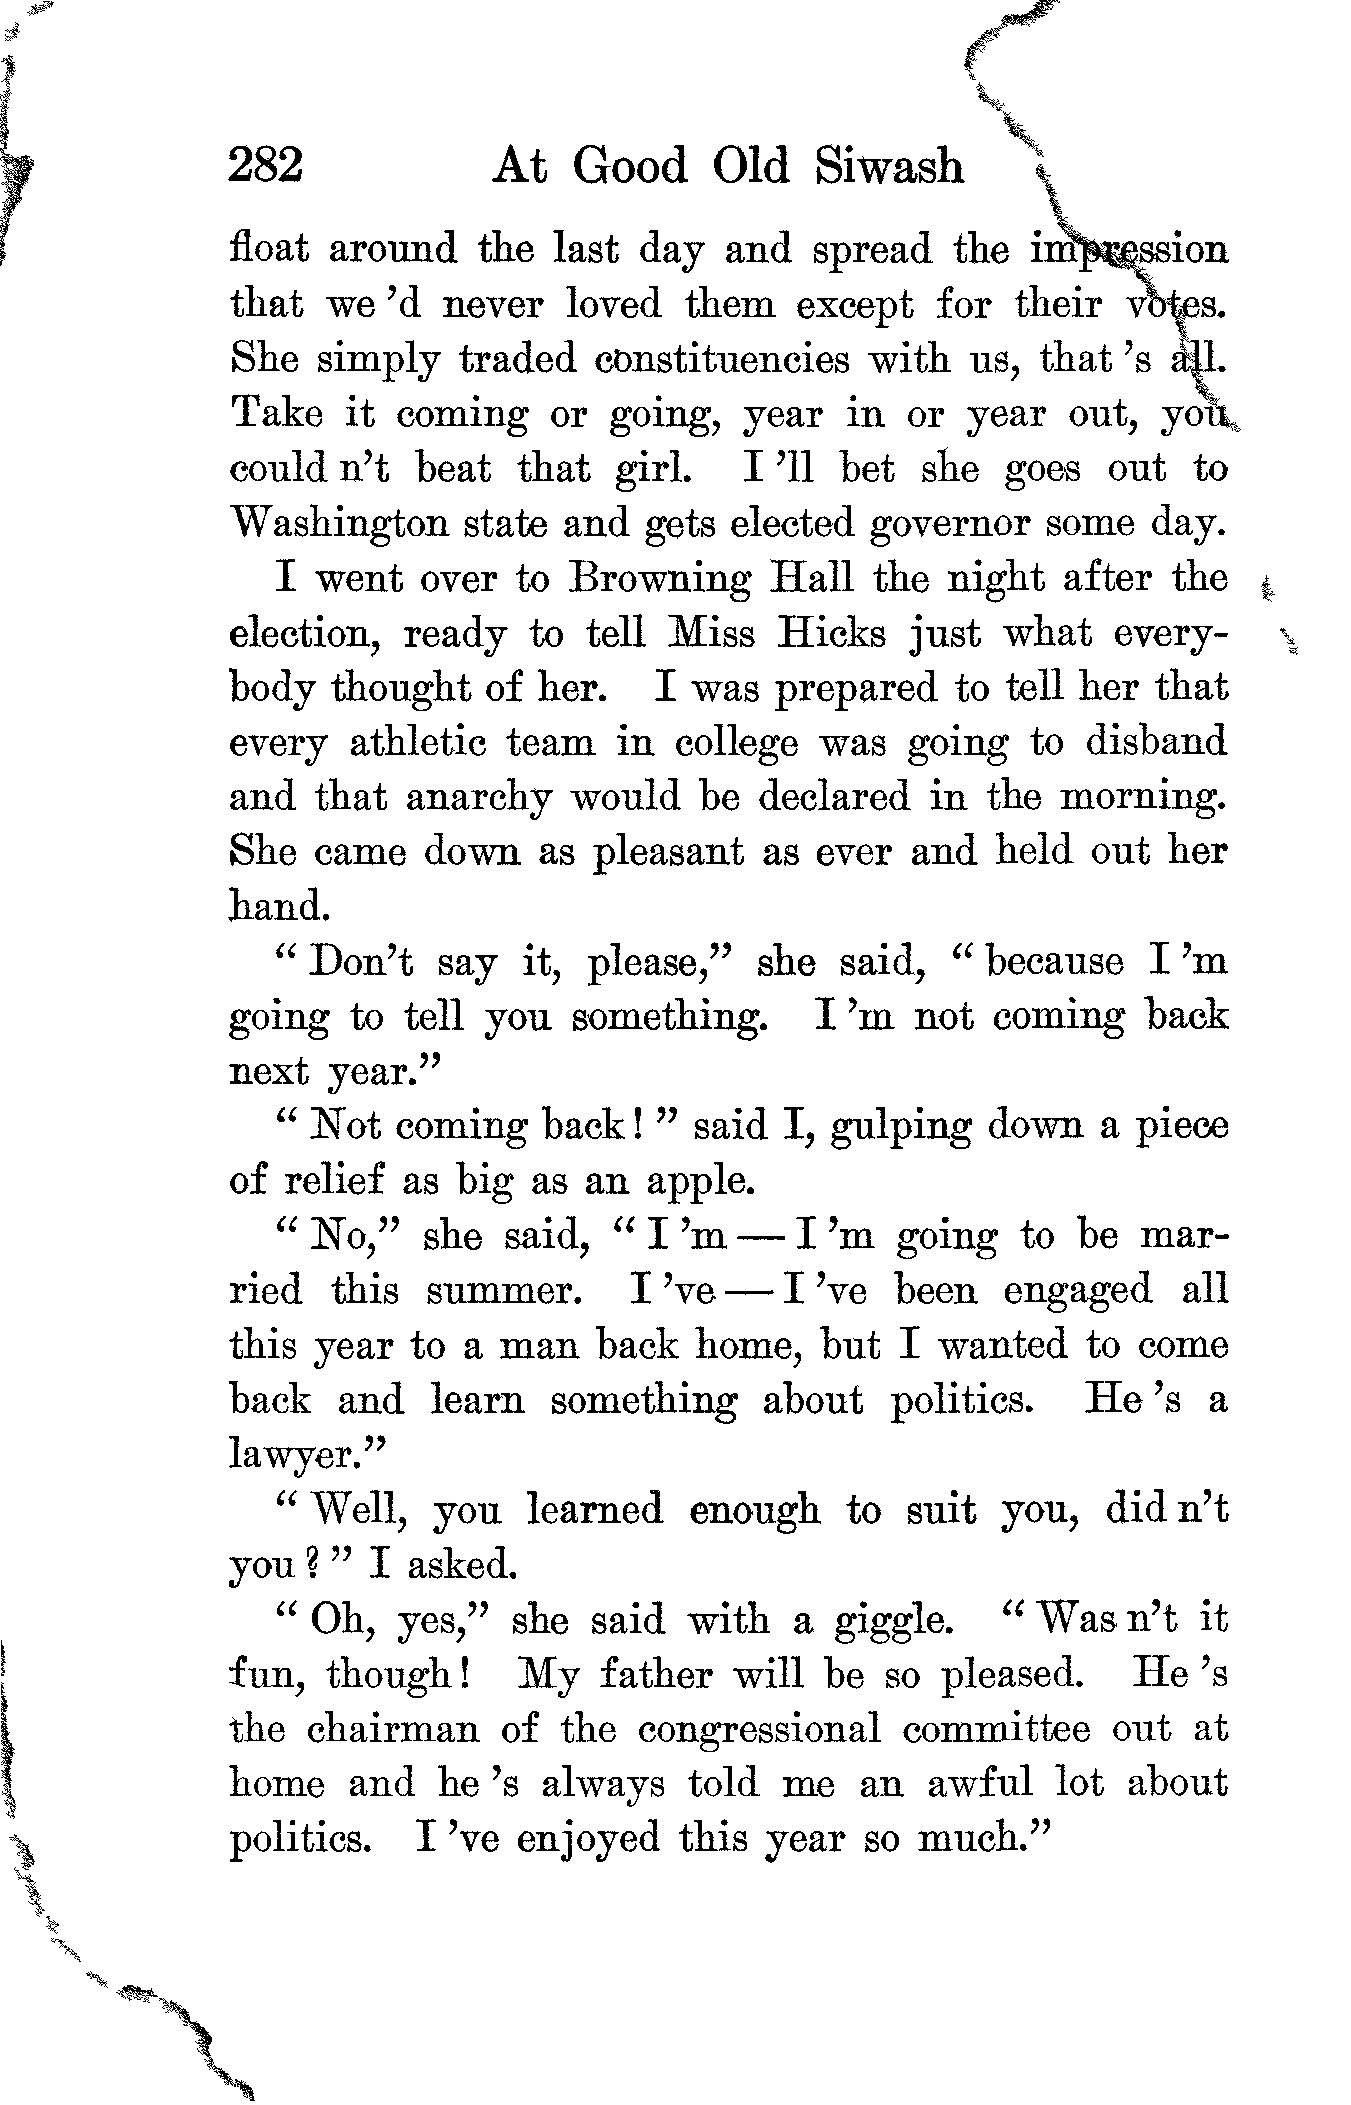 282 At Good Old Siwash
float around the last day and spread the impression
that we 'd never loved them except for their votes.
She simply traded constituencies with us, that 's all.
Take it coming or going, year in or year out, you
could n't beat that girl. I 'll bet she goes out to
Washington state and gets elected governor some day.
I went over to Browning Hall the night after the
election, ready to tell Miss Hicks just what every-
body thought of her. I was prepared to tell her that
every athletic team in college was going to disband
and that anarchy would be declared in the morning.
She came down as pleasant as ever and held out her
hand.
" Don't say it, please," she said, " because I 'm
going to tell you something. I 'm not coming back
next year."
" Not coming back! " said I, gulping down a piece
of relief as big as an apple.
" No," she said, " I 'm — I 'm going to be mar-
ried this summer. I 've — I 've been engaged all
this year to a man back home, but I wanted to come
back and learn something about politics. He 's a
lawyer."
" Well, you learned enough to suit you, did n't
you? " I asked.
" Oh, yes," she said with a giggle. " Was n't it
fun, though! My father will be so pleased. He 's
the chairman of the congressional committee out at
home and he 's always told me an awful lot about
politics. I 've enjoyed this year so much."